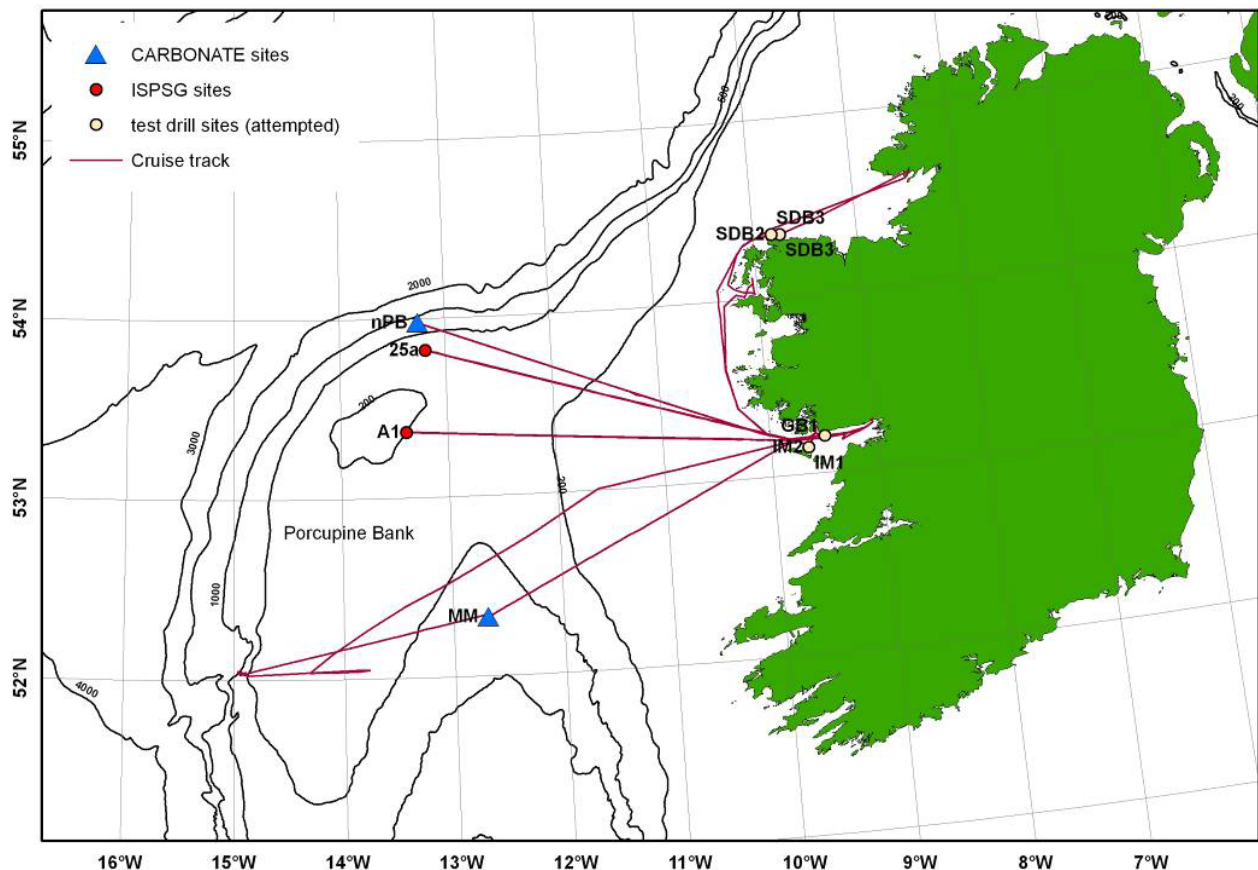 CARBONATE sites
ISPSG sites
test drill sites (attempted)
Cruise track
55°N
54°N
53°N
52°N
600
200
2000
200
3000
200
1000
4000
SDB3
SDB2
SDB3
nPB
25a
A1
GB1
IM2
IM1
Porcupine Bank
MM
16°W
15°W
14°W
13°W
12°W
11°W
10°W
9°W
8°W
7°W